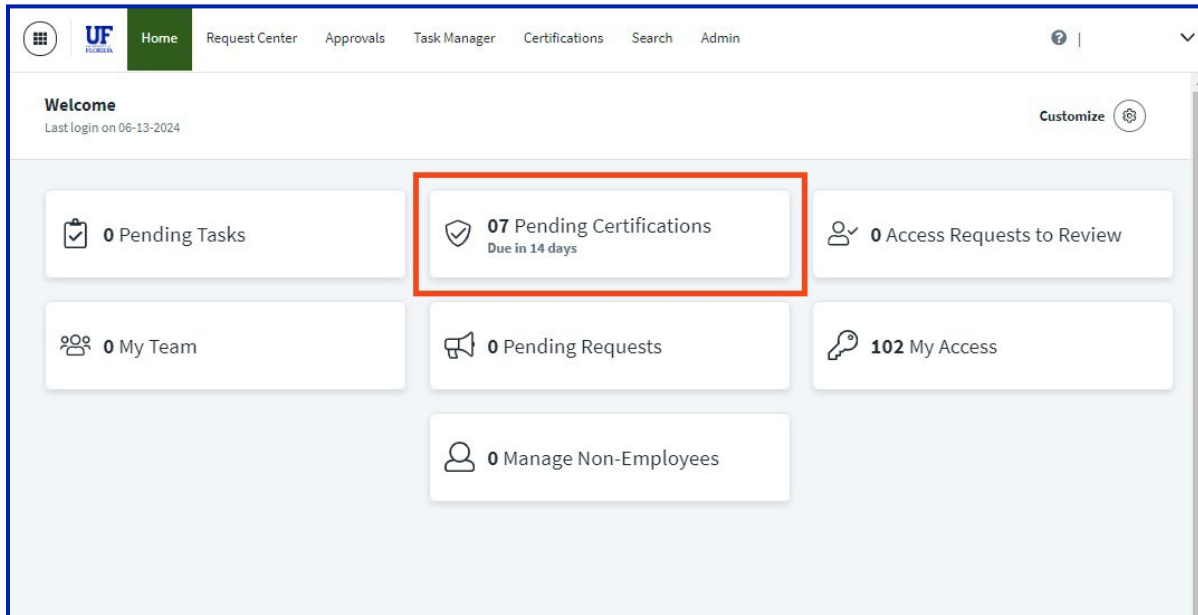 UF
FLORIDA
Home
Request Center
Approvals
Task Manager
Certifications
Search
Admin
? |
Welcome
Last login on 06-13-2024
Customize
0 Pending Tasks
07 Pending Certifications
Due in 14 days
0 Access Requests to Review
0 My Team
0 Pending Requests
102 My Access
0 Manage Non-Employees